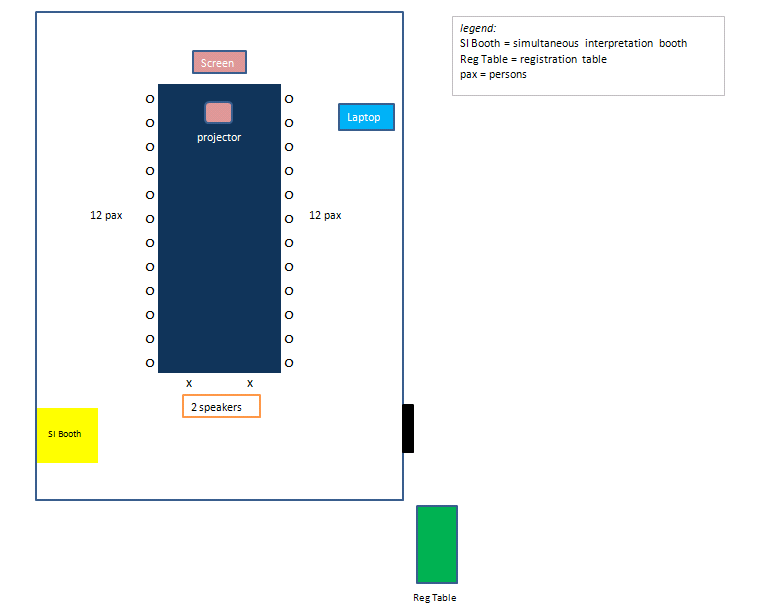 legend:
SI Booth = simultaneous interpretation booth
Reg Table = registration table
pax = persons
Screen
O O
projector
Laptop
O O
O O
O O
O O
12 pax O O 12 pax
O O
O O
O O
O O
O O
O O
x x
2 speakers
SI Booth
Reg Table